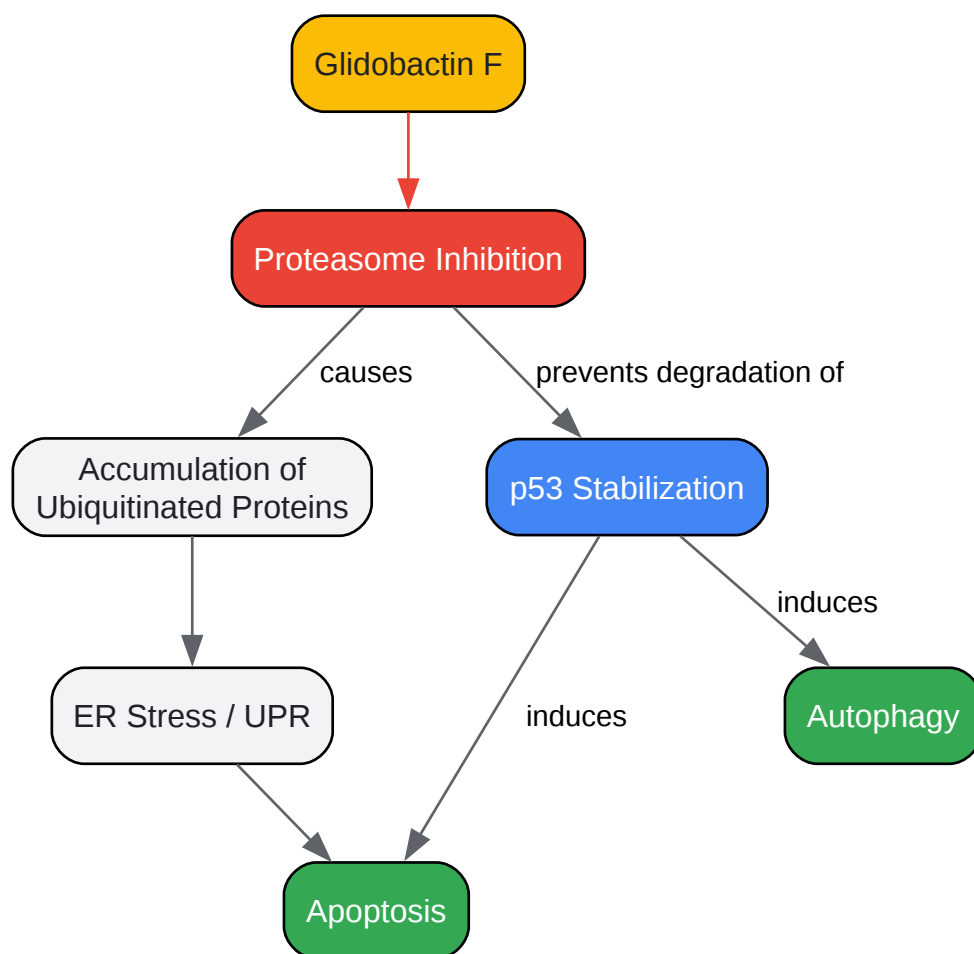 Glidobactin F
Proteasome Inhibition
causes
prevents degradation of
Accumulation of
Ubiquitinated Proteins
p53 Stabilization
induces
ER Stress / UPR
induces
Autophagy
Apoptosis